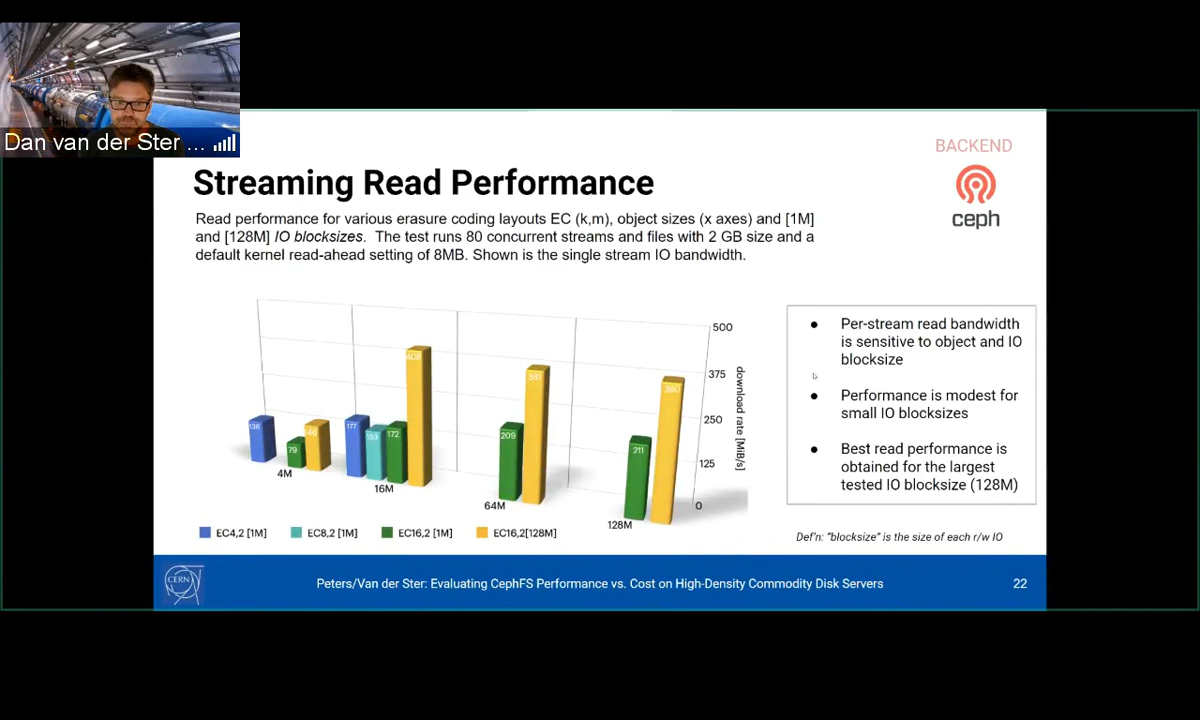 Dan van der Ster ...
BACKEND
ceph
Streaming Read Performance
Read performance for various erasure coding layouts EC (k,m), object sizes (x axes) and [1M]
and [128M] IO blocksizes. The test runs 80 concurrent streams and files with 2 GB size and a
default kernel read-ahead setting of 8MB. Shown is the single stream IO bandwidth.
500
375
250
125
0
download rate [MiB/s]
136
79
146
177
153
172
408
209
381
211
380
4M
16M
64M
128M
EC4,2 [1M]
EC8,2 [1M]
EC16,2 [1M]
EC16,2[128M]
● Per-stream read bandwidth
is sensitive to object and IO
blocksize
● Performance is modest for
small IO blocksizes
● Best read performance is
obtained for the largest
tested IO blocksize (128M)
Def'n: "blocksize" is the size of each r/w IO
CERN
Peters/Van der Ster: Evaluating CephFS Performance vs. Cost on High-Density Commodity Disk Servers
22